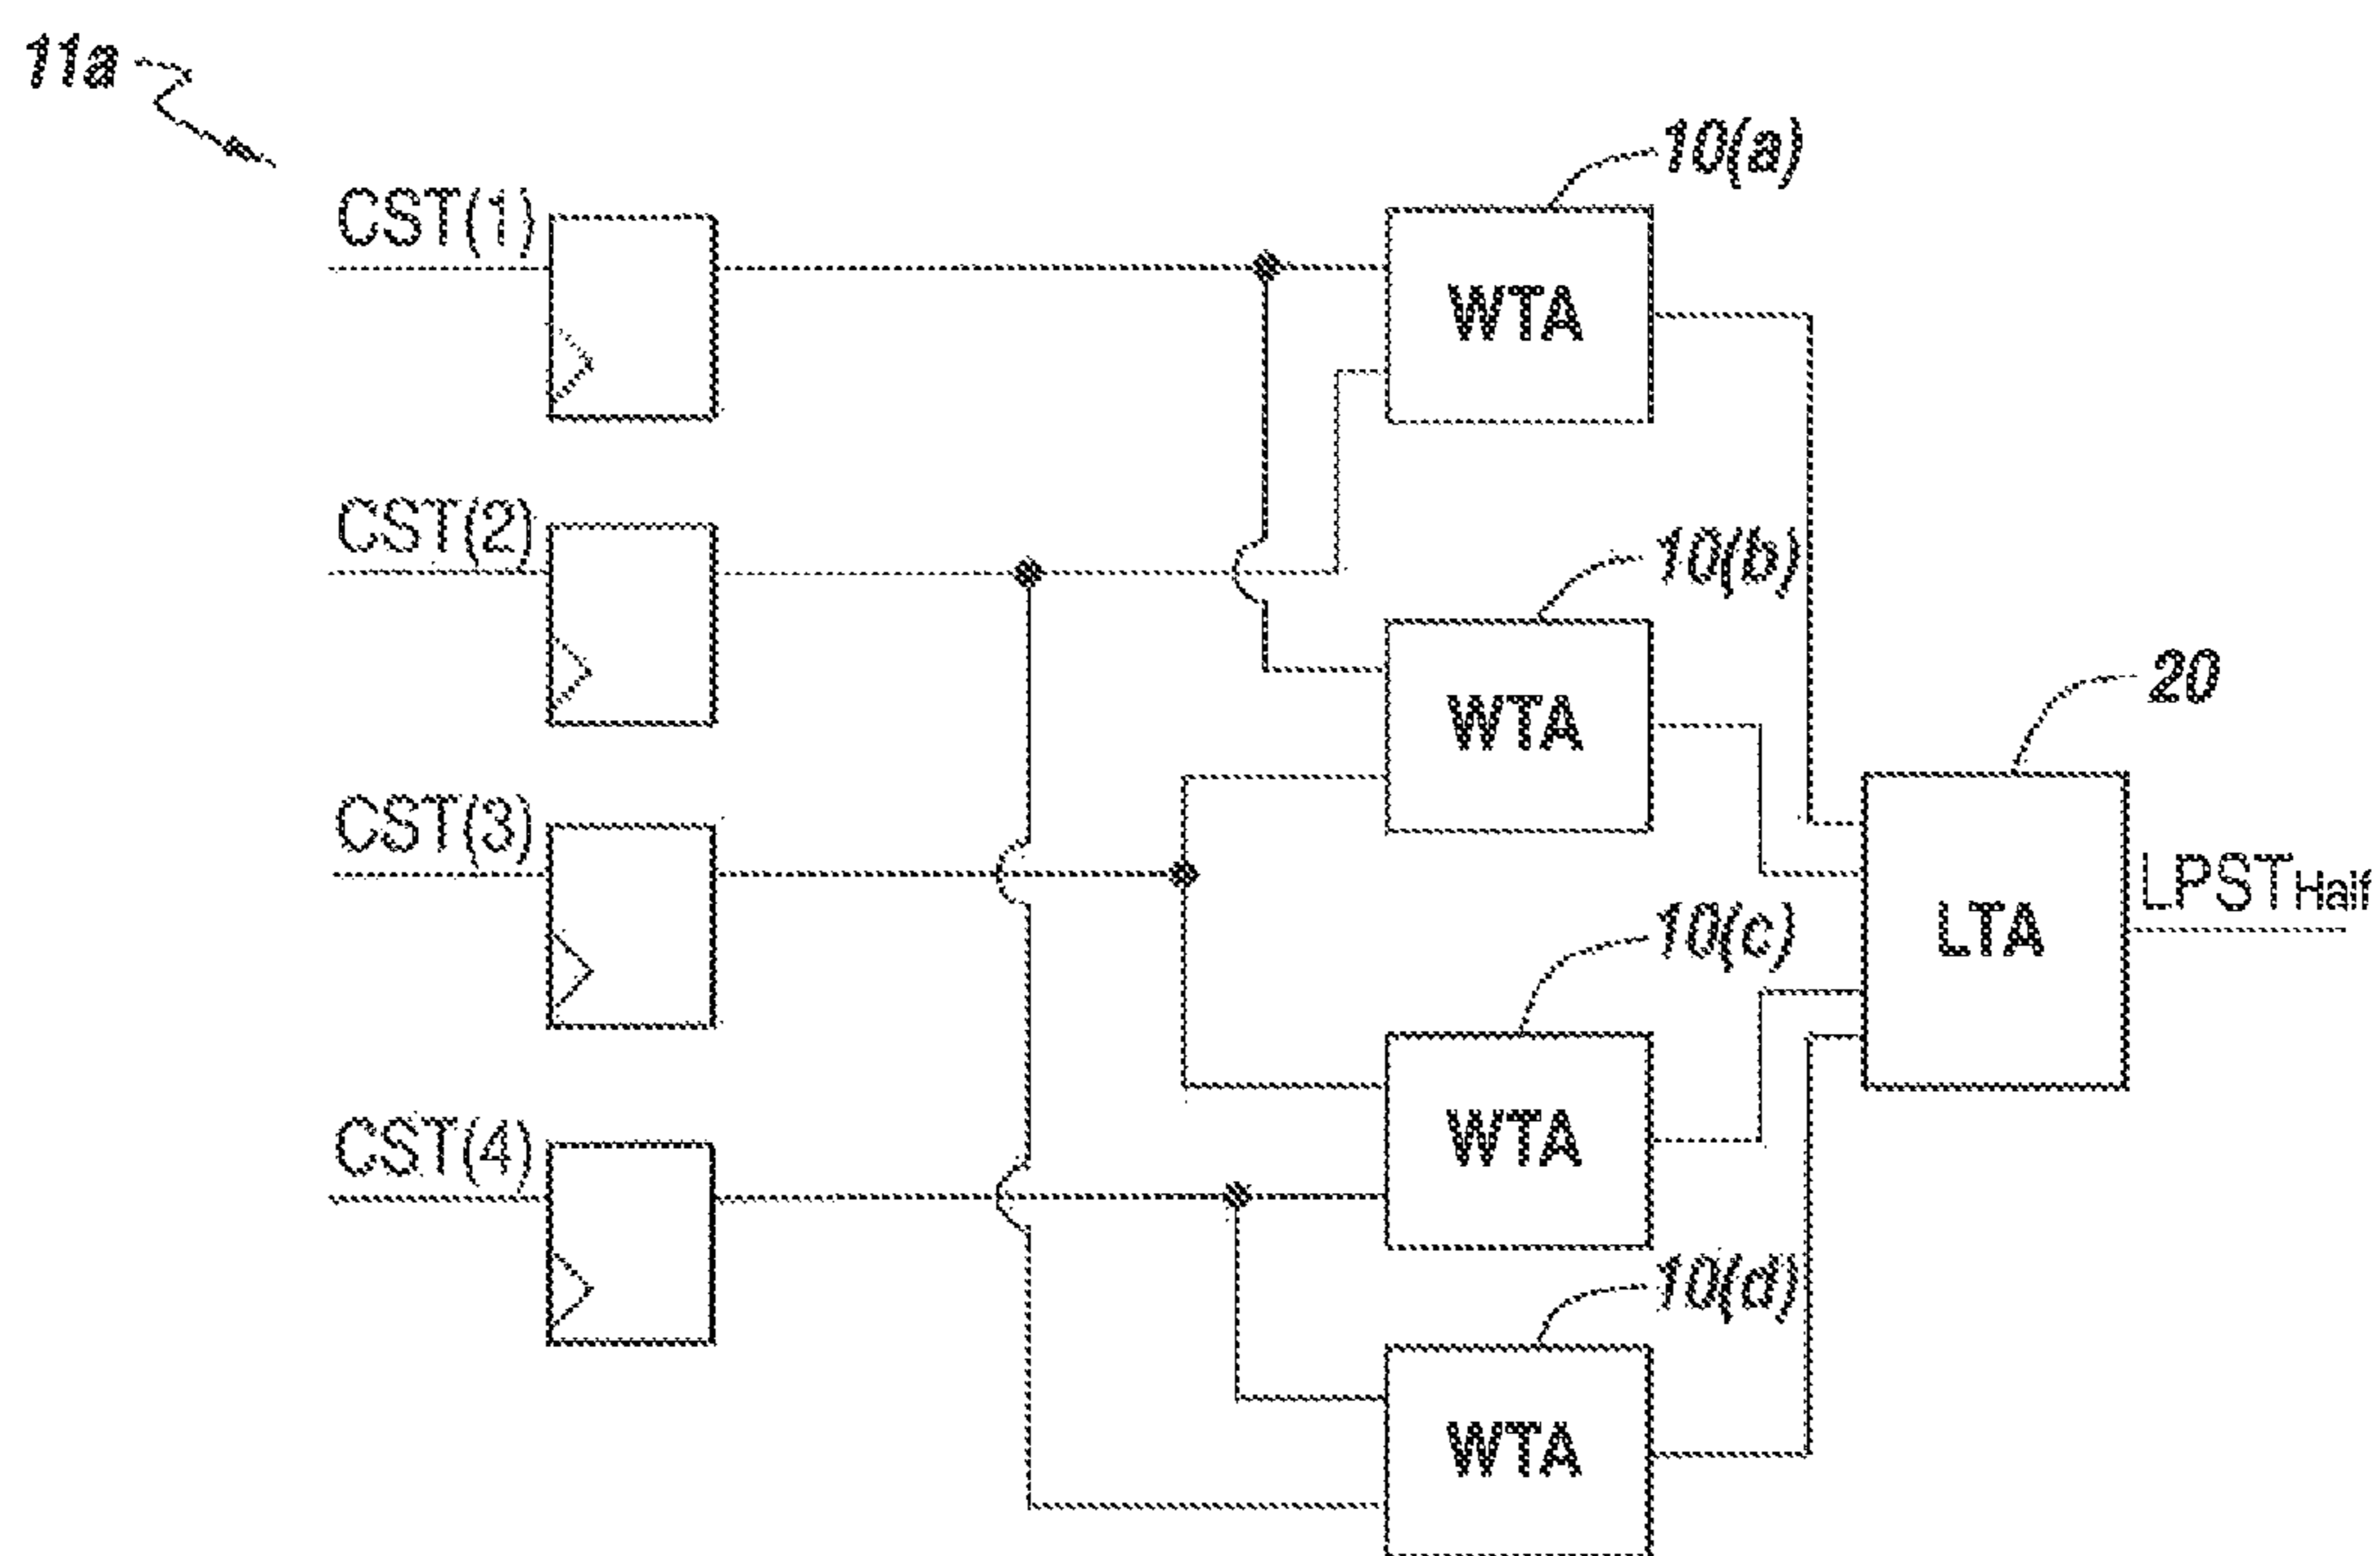 11a
CST(1)
10(a)
WTA
CST(2)
10(b)
WTA
20
CST(3)
10(c)
LTA
LPSTHalf
CST(4)
WTA
10(d)
WTA